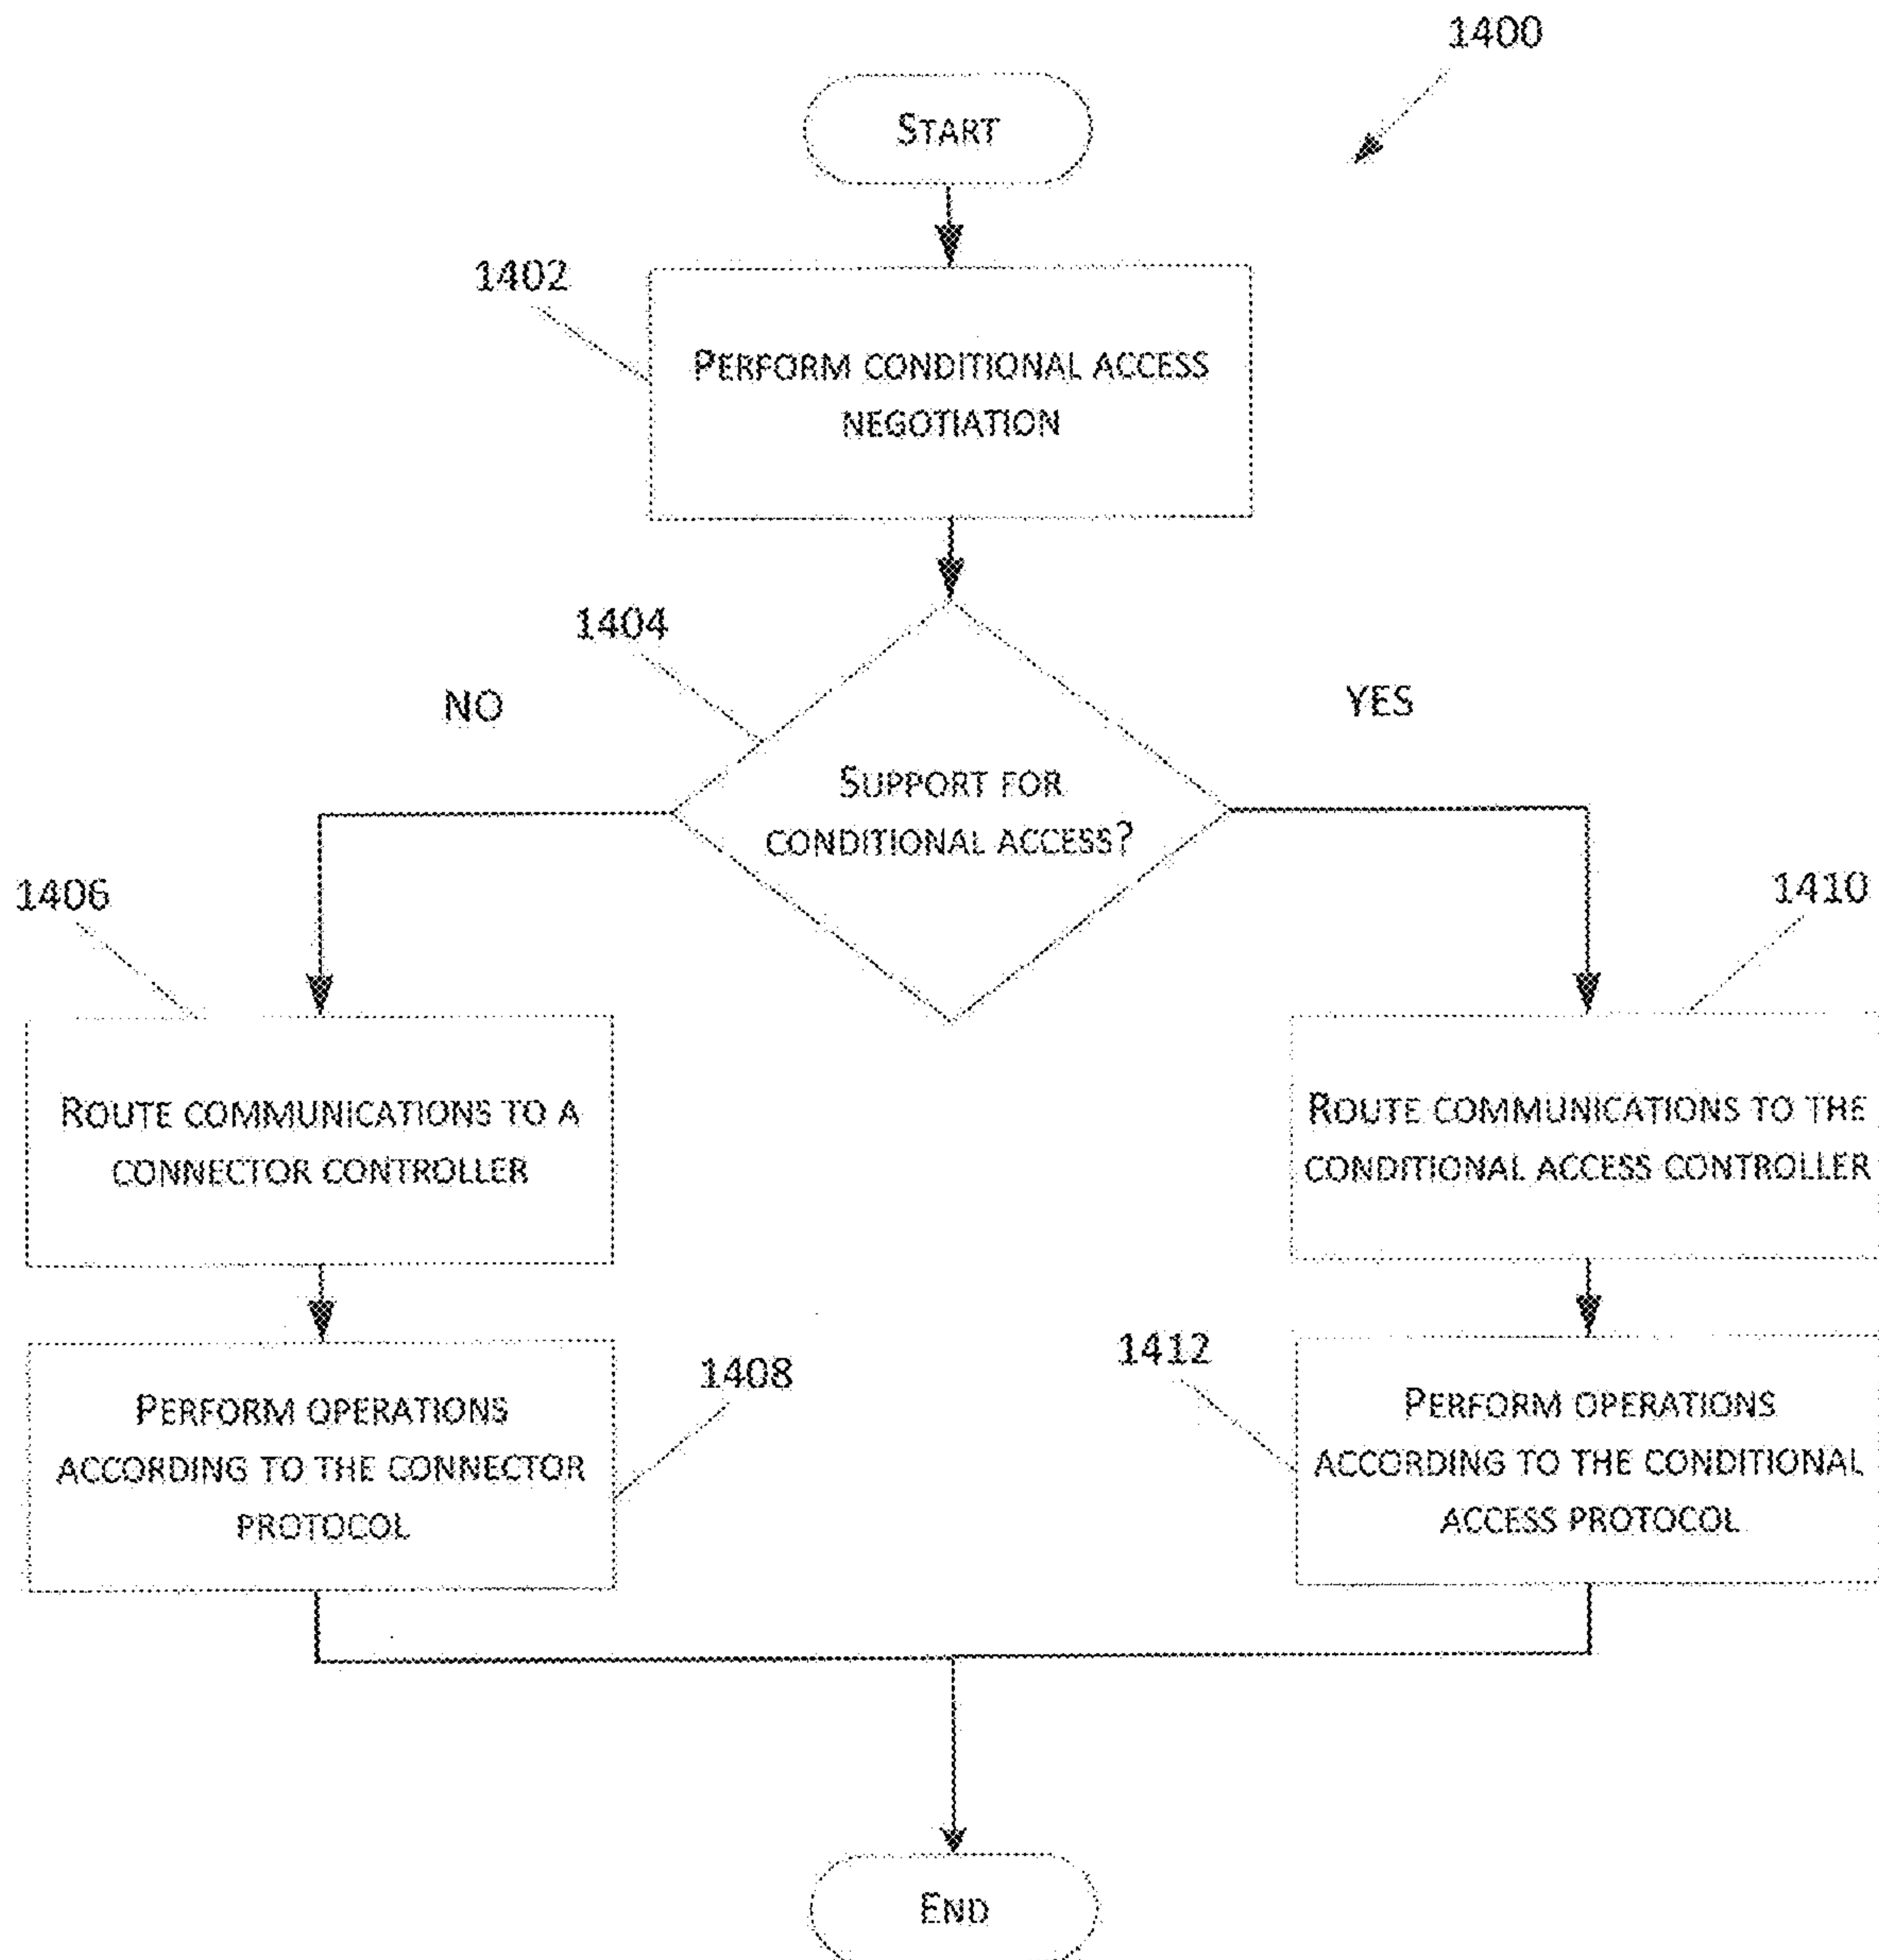 1400
START
1402
PERFORM CONDITIONAL ACCESS
NEGOTIATION
1404
NO
YES
SUPPORT FOR
CONDITIONAL ACCESS?
1406
1410
ROUTE COMMUNICATIONS TO A
CONNECTOR CONTROLLER
ROUTE COMMUNICATIONS TO THE
CONDITIONAL ACCESS CONTROLLER
1408
1412
PERFORM OPERATIONS
ACCORDING TO THE CONNECTOR
PROTOCOL
PERFORM OPERATIONS
ACCORDING TO THE CONDITIONAL
ACCESS PROTOCOL
END